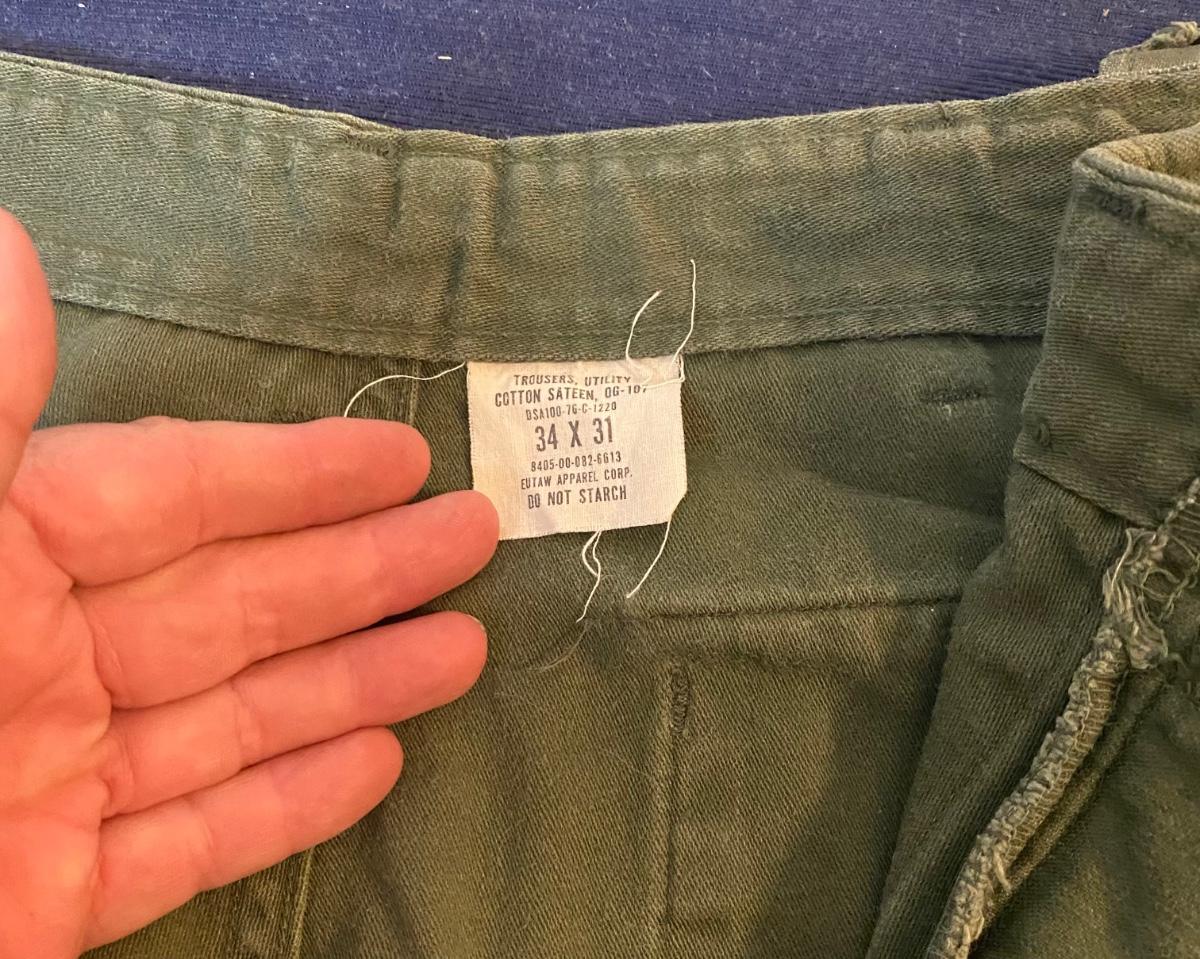 TROUSERS, UTILITY
COTTON SATEEN, OG-107
DSA100-76-C-1220
34 X 31
8405-00-082-6613
EUTAW APPAREL CORP.
DO NOT STARCH